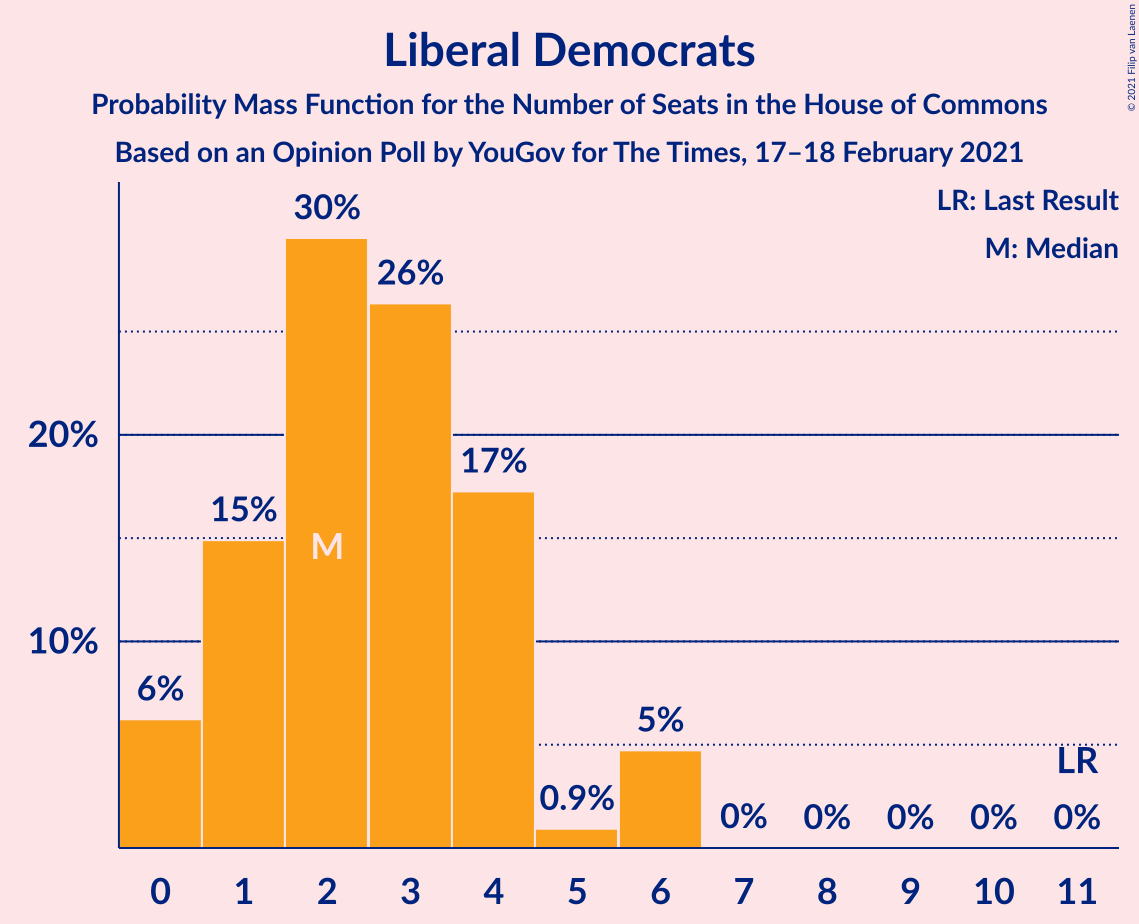 Liberal Democrats
Probability Mass Function for the Number of Seats in the House of Commons
Based on an Opinion Poll by YouGov for The Times, 17–18 February 2021
© 2021 Filip van Laenen
LR: Last Result
M: Median
30%
26%
20%
17%
15%
M
10%
6%
5%
LR
0.9%
0% 0% 0% 0% 0%
0 1 2 3 4 5 6 7 8 9 10 11